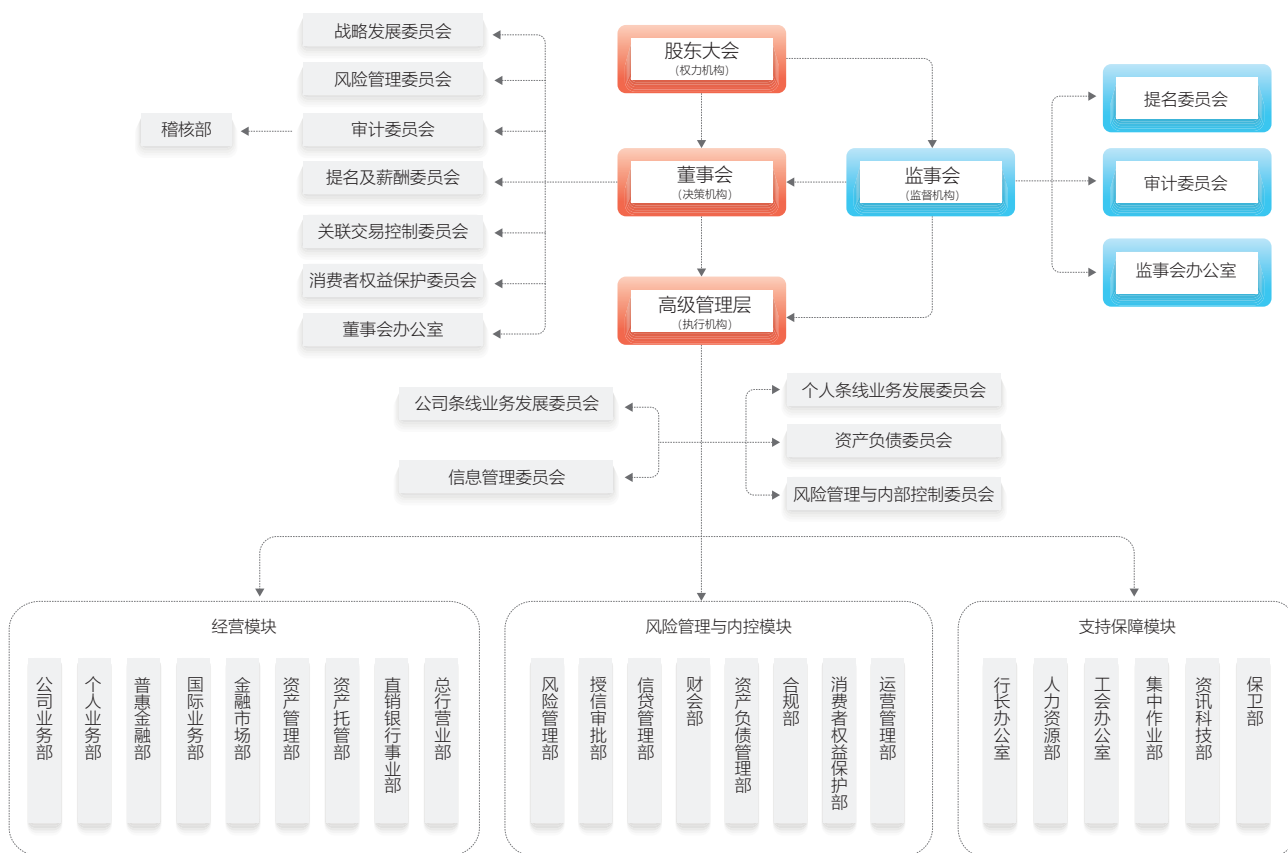 股东大会
（权力机构）
战略发展委员会
风险管理委员会
审计委员会
稽核部
提名及薪酬委员会
关联交易控制委员会
消费者权益保护委员会
董事会办公室
董事会
（决策机构）
监事会
（监督机构）
提名委员会
审计委员会
监事会办公室
高级管理层
（执行机构）
公司条线业务发展委员会
信息管理委员会
个人条线业务发展委员会
资产负债委员会
风险管理与内部控制委员会
经营模块
公司业务部
个人业务部
普惠金融部
国际业务部
金融市场部
资产管理部
资产托管部
直销银行事业部
总行营业部
风险管理与内控模块
风险管理部
授信审批部
信贷管理部
财会部
资产负债管理部
合规部
消费者权益保护部
运营管理部
支持保障模块
行长办公室
人力资源部
工会办公室
集中作业部
资讯科技部
保卫部